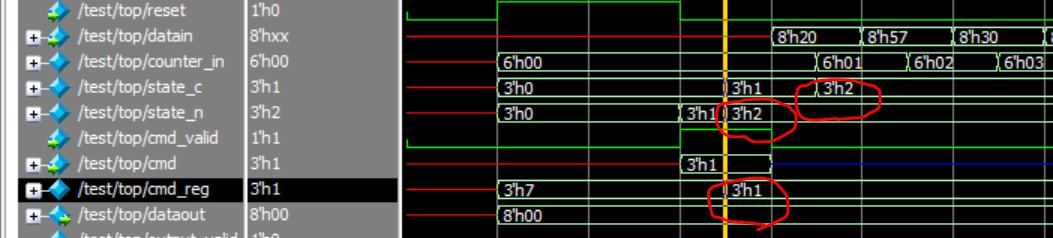 /test/top/reset 1'h0
/test/top/datain 8'hxx 8'h20 8'h57 8'h30
/test/top/counter_in 6'h00 6'h00 6'h01 6'h02 6'h03
/test/top/state_c 3'h1 3'h0 3'h1 3'h2
/test/top/state_n 3'h2 3'h0 3'h1 3'h2
/test/top/cmd_valid 1'h1
/test/top/cmd 3'h1 3'h1
/test/top/cmd_reg 3'h1 3'h7 3'h1
/test/top/dataout 8'h00 8'h00